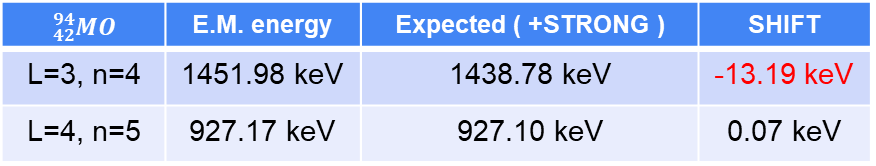 ⁹⁴₄₂MO E.M. energy Expected ( +STRONG ) SHIFT
L=3, n=4 1451.98 keV 1438.78 keV -13.19 keV
L=4, n=5 927.17 keV 927.10 keV 0.07 keV